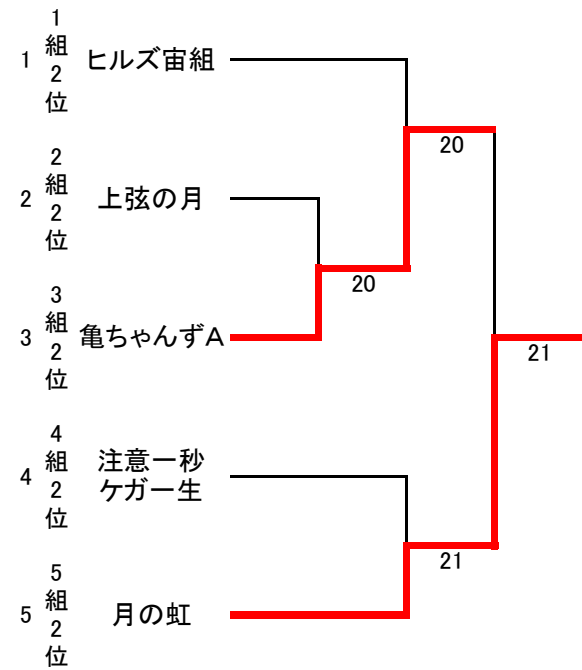 1
1組2位
ヒルズ宙組
20
2
2組2位
上弦の月
20
3
3組2位
亀ちゃんずA
21
4
4組2位
注意一秒
ケガ一生
21
5
5組2位
月の虹